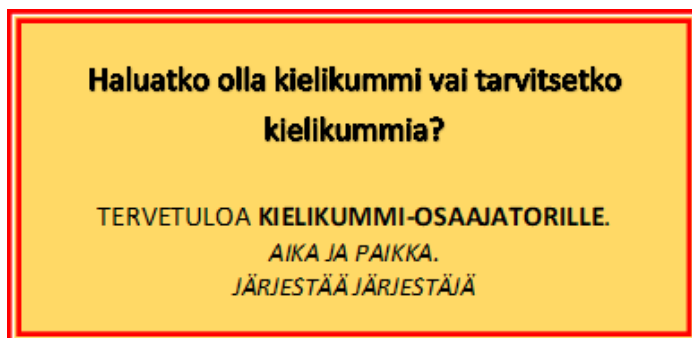 Haluatko olla kielikummi vai tarvitsetko
kielikummia?
TERVETULOA KIELIKUMMI-OSAAJATORILLE.
AIKA JA PAIKKA.
JÄRJESTÄÄ JÄRJESTÄJÄ